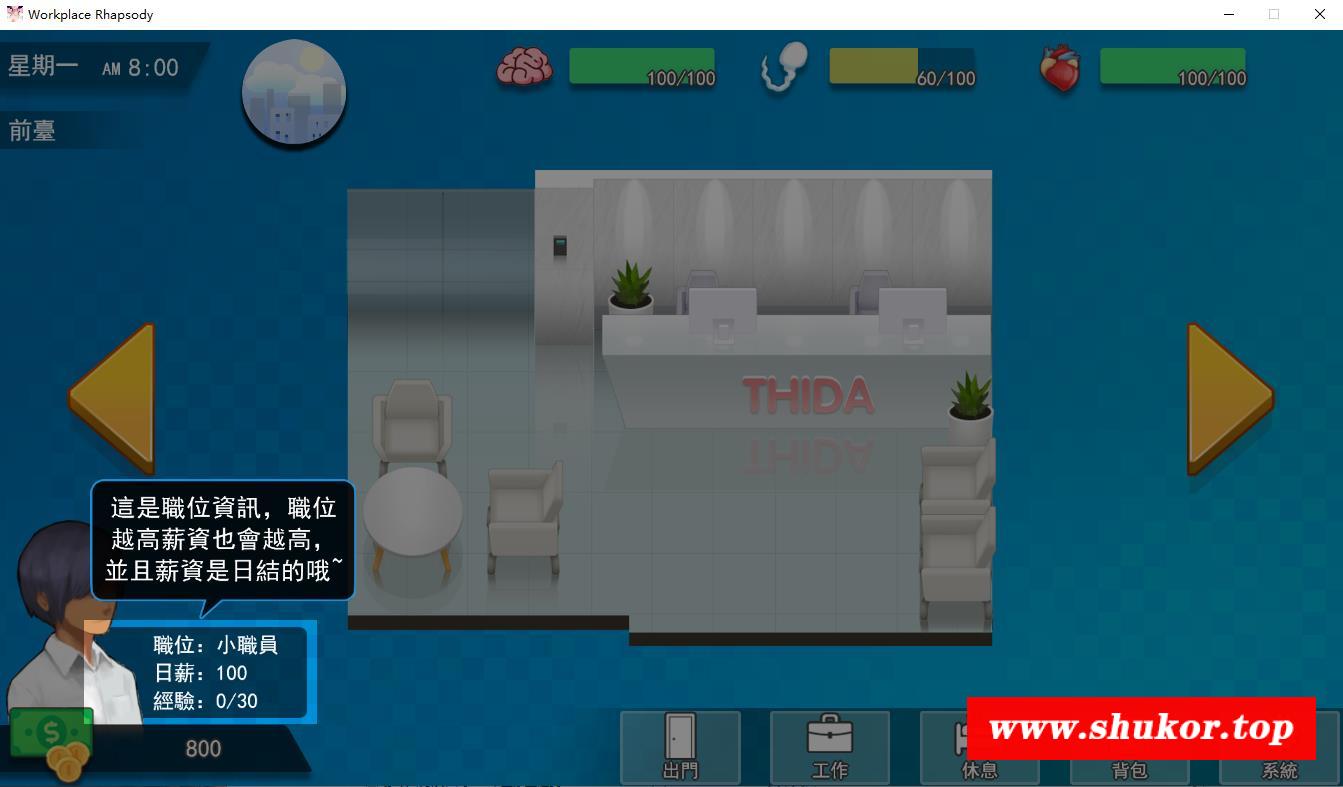 Workplace Rhapsody
星期一 AM 8:00
100/100
60/100
100/100
前臺
THIDA
這是職位資訊，職位
越高薪資也會越高，
並且薪資是日結的哦~
職位：小職員
日薪：100
經驗：0/30
800
www.shukor.top
出門
工作
休息
背包
系統